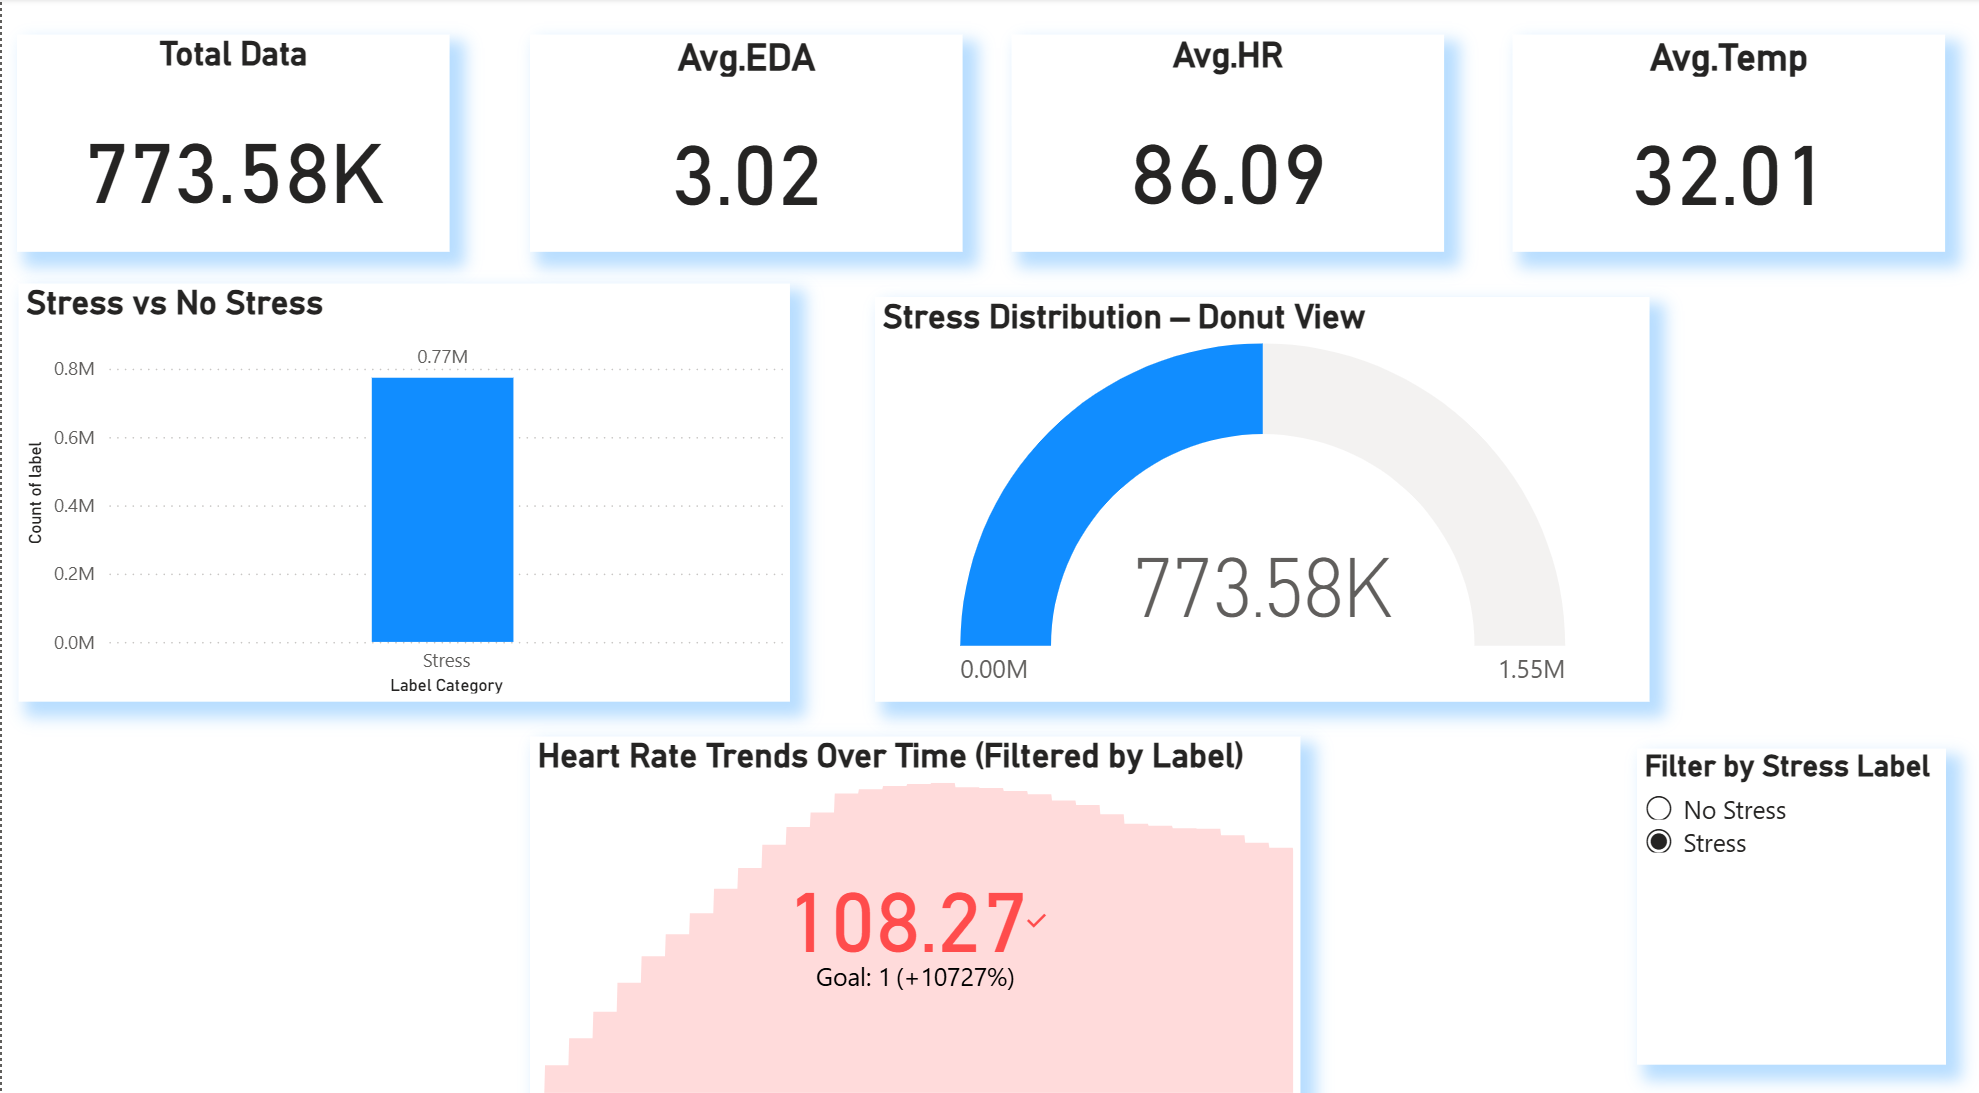 Total Data
773.58K
Avg.EDA
3.02
Avg.HR
86.09
Avg.Temp
32.01
Stress vs No Stress
0.77M
0.8M
0.6M
0.4M
0.2M
0.0M
Count of label
Stress
Label Category
Stress Distribution – Donut View
773.58K
0.00M
1.55M
Heart Rate Trends Over Time (Filtered by Label)
108.27
Goal: 1 (+10727%)
Filter by Stress Label
No Stress
Stress